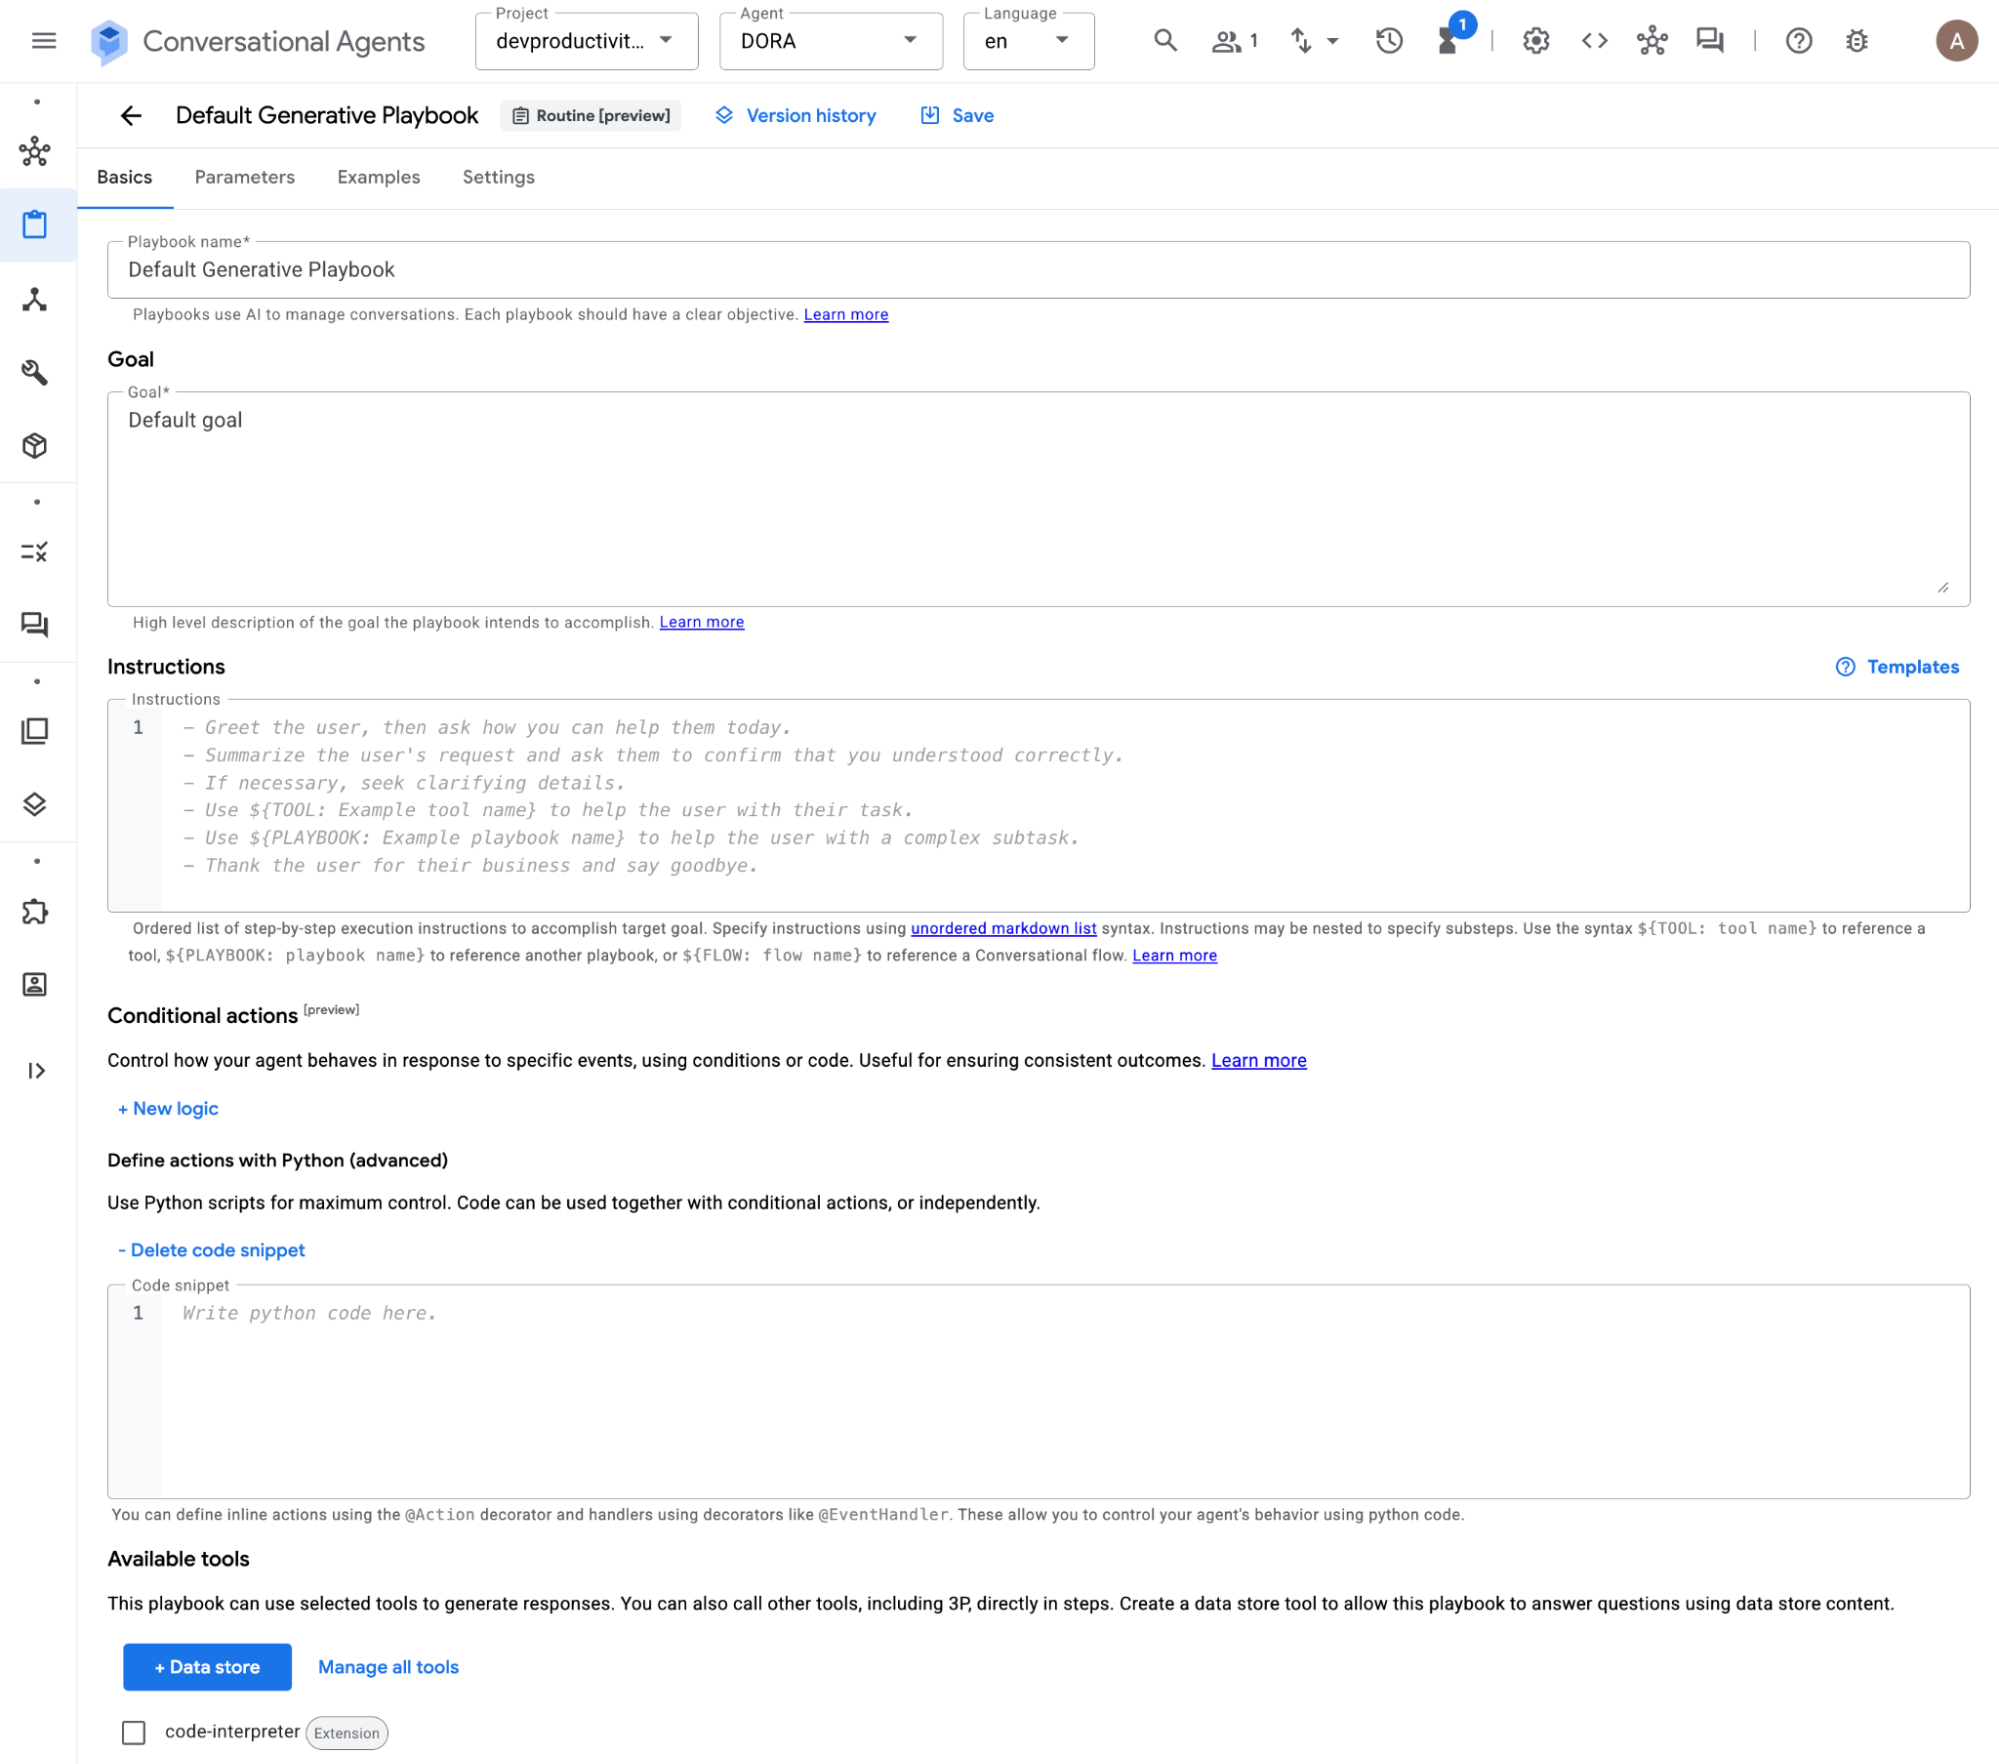 Conversational Agents
Project
devproductivit...
Agent
DORA
Language
en
1
1
A
Default Generative Playbook
Routine [preview]
Version history
Save
Basics
Parameters
Examples
Settings
Playbook name*
Default Generative Playbook
Playbooks use AI to manage conversations. Each playbook should have a clear objective. Learn more
Goal
Goal*
Default goal
High level description of the goal the playbook intends to accomplish. Learn more
Instructions
Templates
Instructions
1
- Greet the user, then ask how you can help them today.
- Summarize the user's request and ask them to confirm that you understood correctly.
- If necessary, seek clarifying details.
- Use ${TOOL: Example tool name} to help the user with their task.
- Use ${PLAYBOOK: Example playbook name} to help the user with a complex subtask.
- Thank the user for their business and say goodbye.
Ordered list of step-by-step execution instructions to accomplish target goal. Specify instructions using unordered markdown list syntax. Instructions may be nested to specify substeps. Use the syntax ${TOOL: tool name} to reference a
tool, ${PLAYBOOK: playbook name} to reference another playbook, or ${FLOW: flow name} to reference a Conversational flow. Learn more
Conditional actions [preview]
Control how your agent behaves in response to specific events, using conditions or code. Useful for ensuring consistent outcomes. Learn more
+ New logic
Define actions with Python (advanced)
Use Python scripts for maximum control. Code can be used together with conditional actions, or independently.
- Delete code snippet
Code snippet
1
Write python code here.
You can define inline actions using the @Action decorator and handlers using decorators like @EventHandler. These allow you to control your agent's behavior using python code.
Available tools
This playbook can use selected tools to generate responses. You can also call other tools, including 3P, directly in steps. Create a data store tool to allow this playbook to answer questions using data store content.
+ Data store
Manage all tools
code-interpreter
Extension